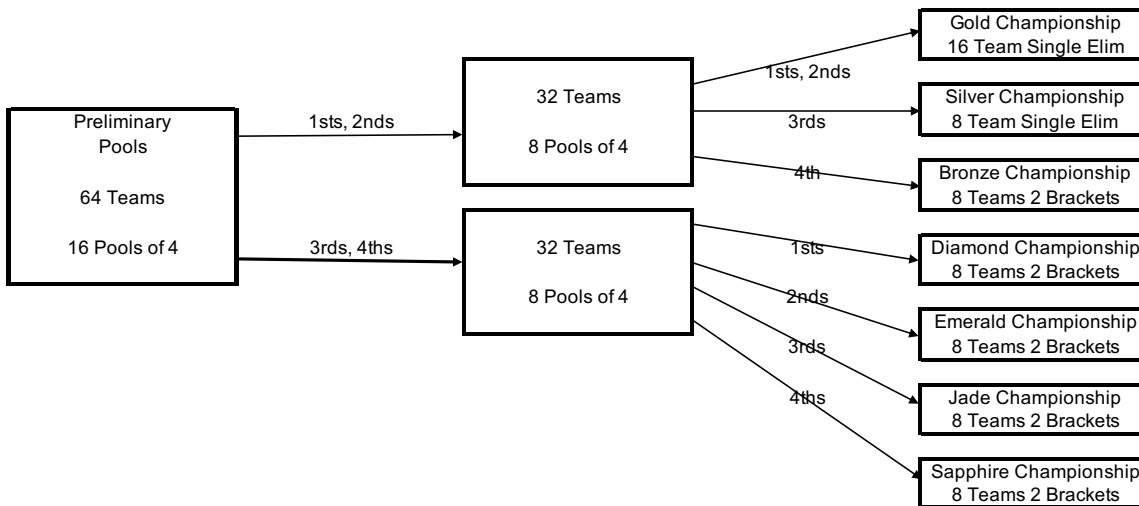 Preliminary
Pools
64 Teams
16 Pools of 4
1sts, 2nds
3rds, 4ths
32 Teams
8 Pools of 4
32 Teams
8 Pools of 4
1sts, 2nds
3rds
4th
1sts
2nds
3rds
4ths
Gold Championship
16 Team Single Elim
Silver Championship
8 Team Single Elim
Bronze Championship
8 Teams 2 Brackets
Diamond Championship
8 Teams 2 Brackets
Emerald Championship
8 Teams 2 Brackets
Jade Championship
8 Teams 2 Brackets
Sapphire Championship
8 Teams 2 Brackets